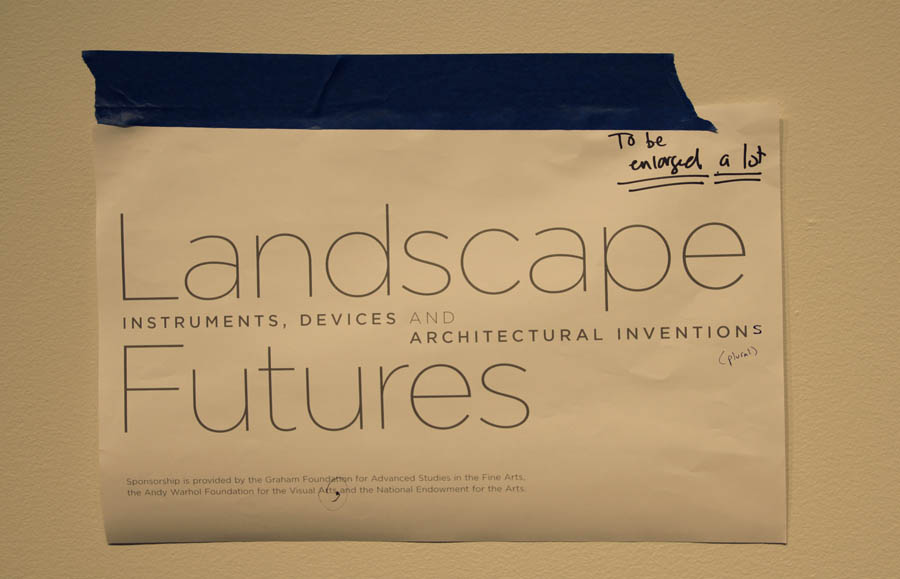 To be
enlarged a lot
Landscape
INSTRUMENTS, DEVICES AND
ARCHITECTURAL INVENTIONS
(plural)
Futures
Sponsorship is provided by the Graham Foundation for Advanced Studies in the Fine Arts,
the Andy Warhol Foundation for the Visual Arts, and the National Endowment for the Arts.